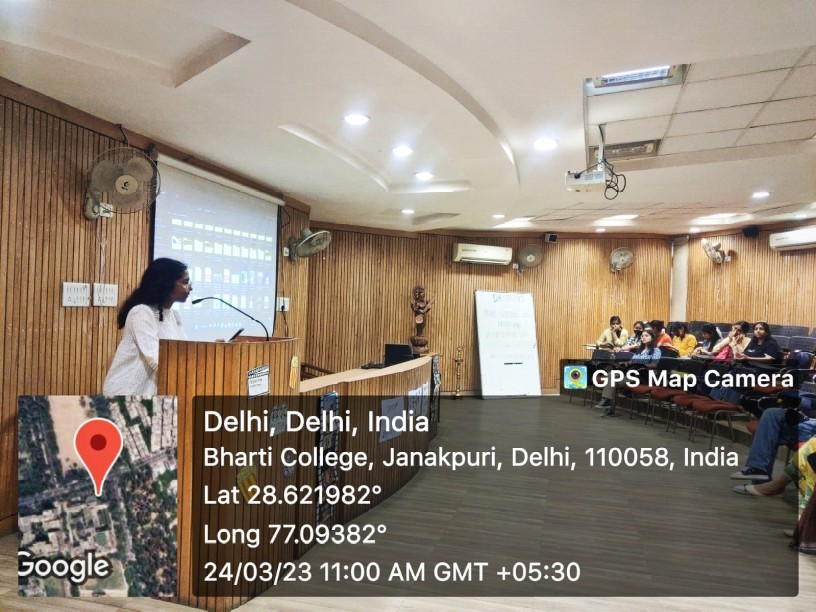 GPS Map Camera
Delhi, Delhi, India
Bharti College, Janakpuri, Delhi, 110058, India
Lat 28.621982°
Long 77.09382°
24/03/23 11:00 AM GMT +05:30
Google